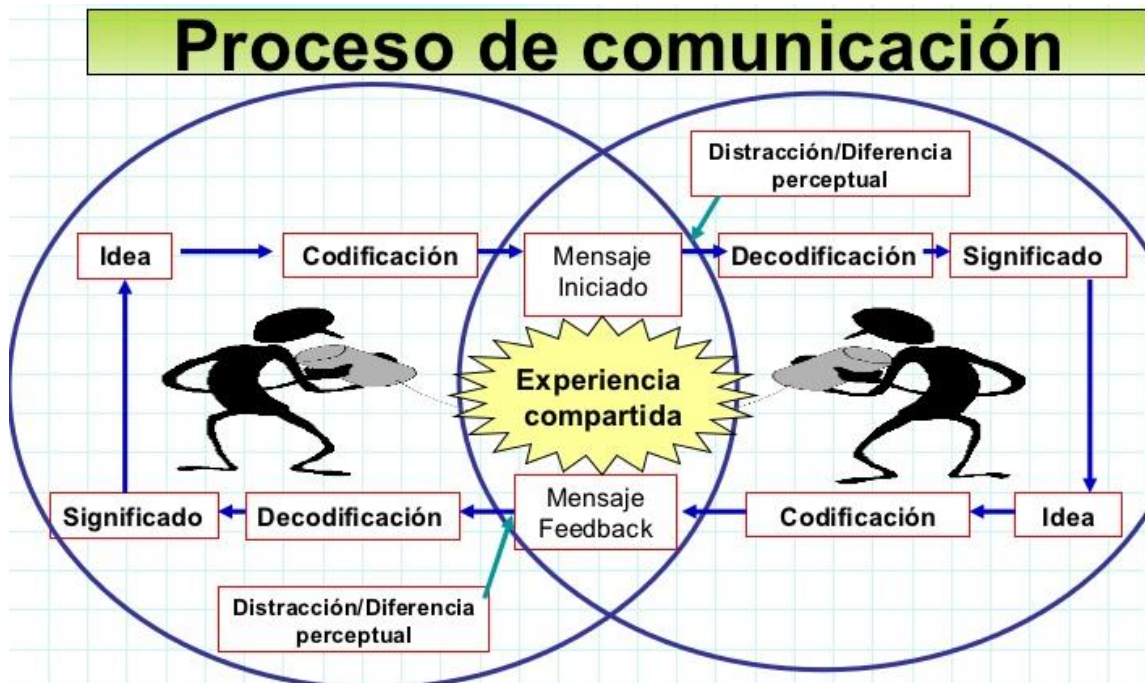 Proceso de comunicación
Distracción/Diferencia
perceptual
Idea
Codificación
Mensaje
Iniciado
Decodificación
Significado
Experiencia
compartida
Significado
Decodificación
Mensaje
Feedback
Codificación
Idea
Distracción/Diferencia
perceptual